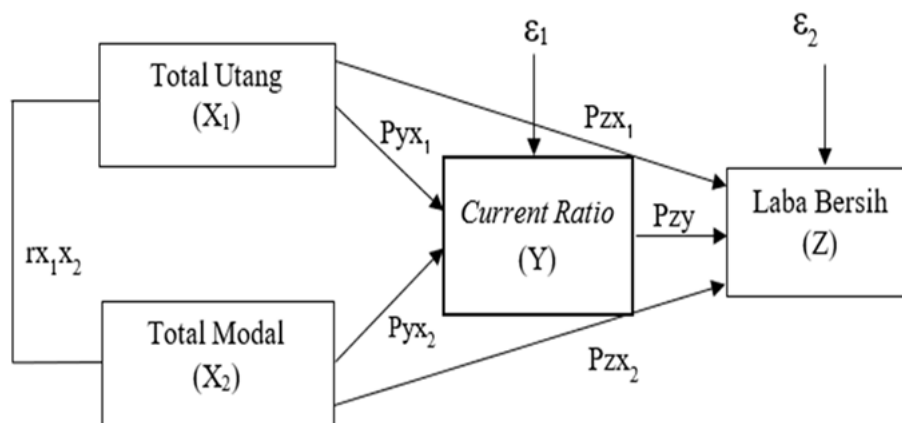 ε₁
ε₂
Total Utang
(X₁)
Pzx₁
Pyx₁
Current Ratio
(Y)
Pzy
Laba Bersih
(Z)
rx₁x₂
Total Modal
(X₂)
Pyx₂
Pzx₂